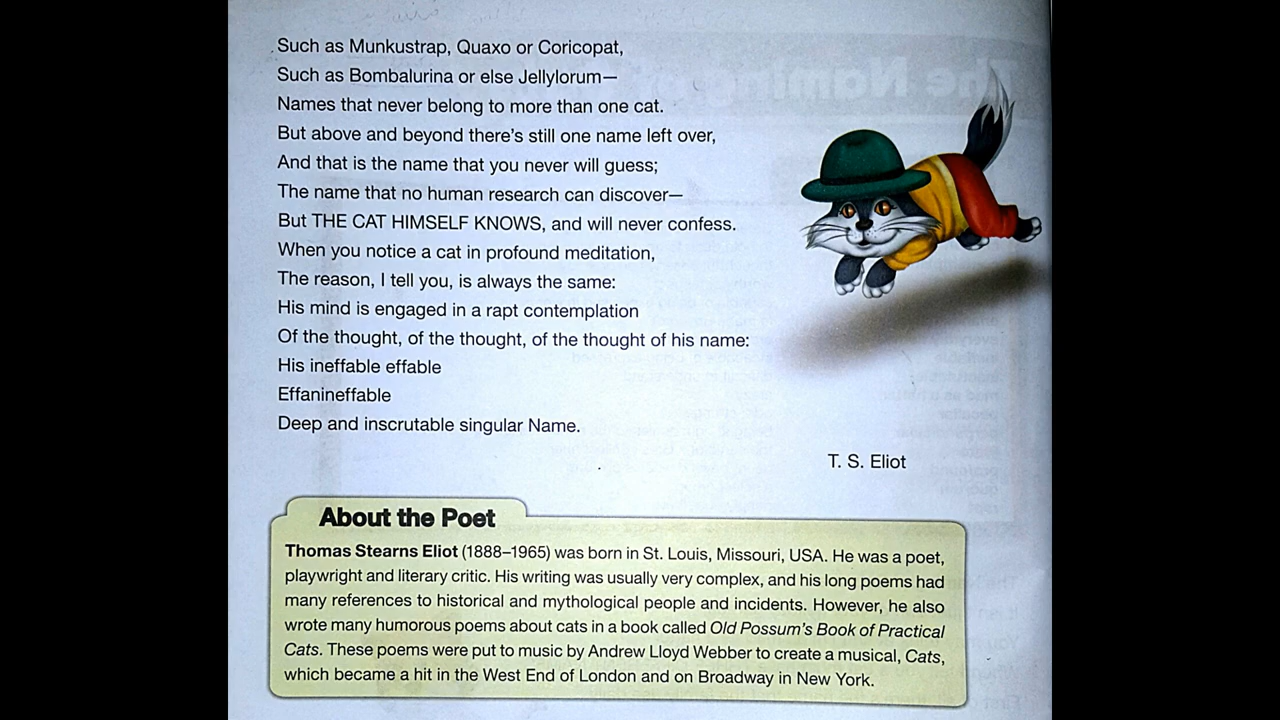 Such as Munkustrap, Quaxo or Coricopat,
Such as Bombalurina or else Jellylorum—
Names that never belong to more than one cat.
But above and beyond there's still one name left over,
And that is the name that you never will guess;
The name that no human research can discover—
But THE CAT HIMSELF KNOWS, and will never confess.
When you notice a cat in profound meditation,
The reason, I tell you, is always the same:
His mind is engaged in a rapt contemplation
Of the thought, of the thought, of the thought of his name:
His ineffable effable
Effanineffable
Deep and inscrutable singular Name.
T. S. Eliot
About the Poet
Thomas Stearns Eliot (1888–1965) was born in St. Louis, Missouri, USA. He was a poet,
playwright and literary critic. His writing was usually very complex, and his long poems had
many references to historical and mythological people and incidents. However, he also
wrote many humorous poems about cats in a book called Old Possum's Book of Practical
Cats. These poems were put to music by Andrew Lloyd Webber to create a musical, Cats,
which became a hit in the West End of London and on Broadway in New York.